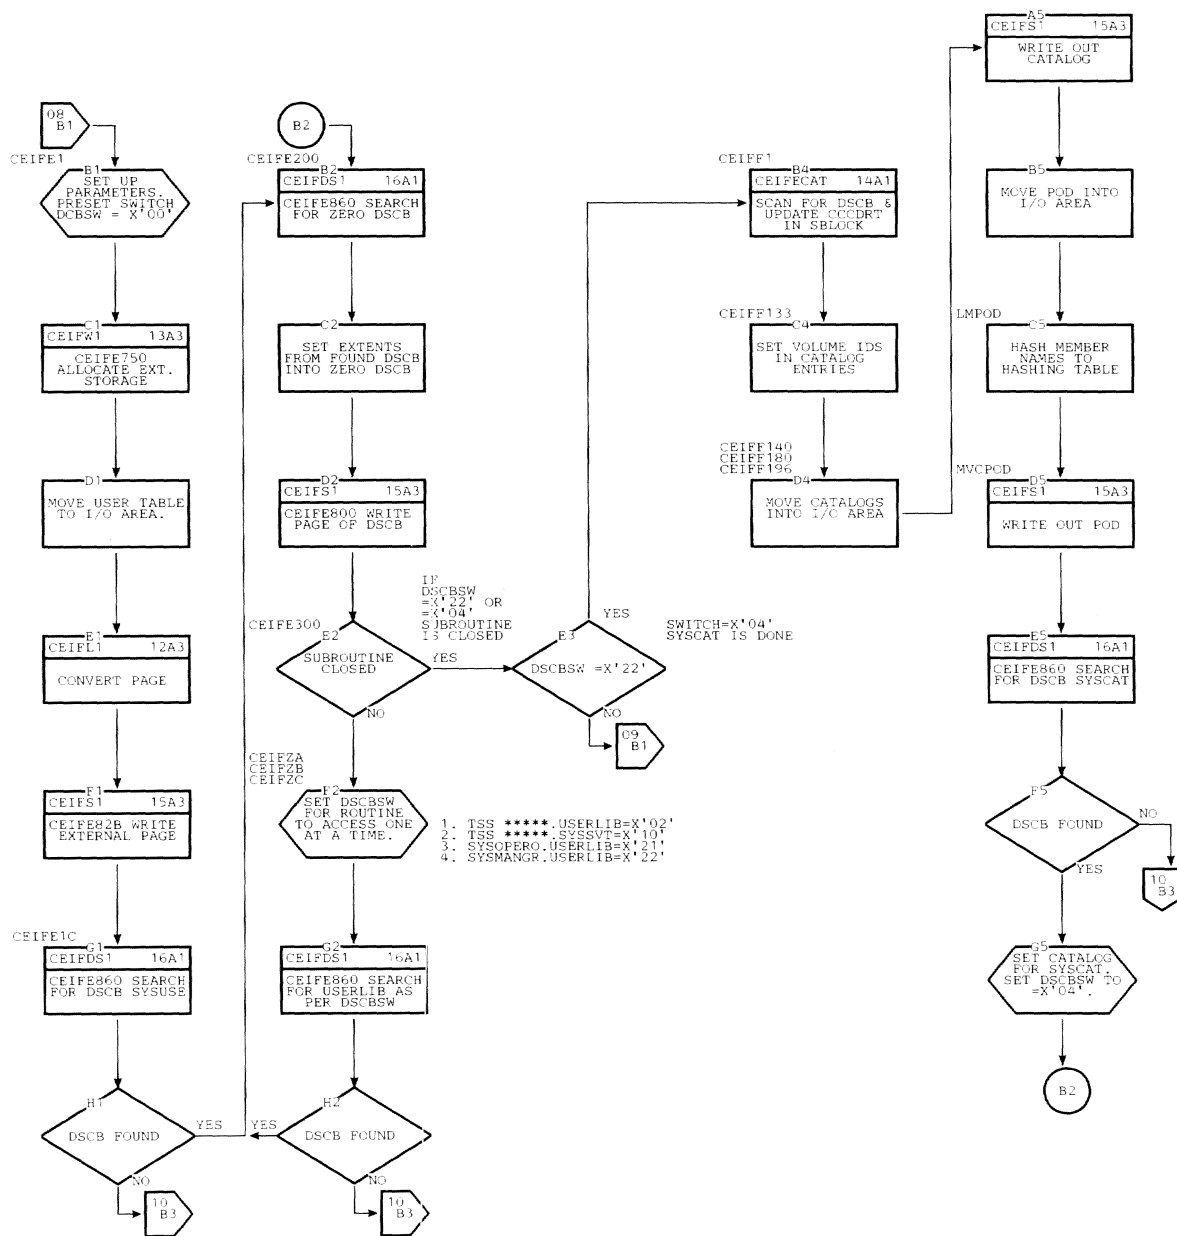 08
B1
CEIFE1
B1
SET UP
PARAMETERS.
PRESET SWITCH
DCBSW = X'00'
C1
CEIFW1 13A3
CEIFE750
ALLOCATE EXT.
STORAGE
D1
MOVE USER TABLE
TO I/O AREA.
E1
CEIFL1 12A3
CONVERT PAGE
F1
CEIFS1 15A3
CEIFE82B WRITE
EXTERNAL PAGE
CEIFE1C
G1
CEIFDS1 16A1
CEIFE860 SEARCH
FOR DSCB SYSUSE
H1
DSCB FOUND
YES
NO
10
B3
B2
CEIFE200
B2
CEIFDS1 16A1
CEIFE860 SEARCH
FOR ZERO DSCB
C2
SET EXTENTS
FROM FOUND DSCB
INTO ZERO DSCB
D2
CEIFS1 15A3
CEIFE800 WRITE
PAGE OF DSCB
CEIFE300
E2
SUBROUTINE
CLOSED
YES
NO
IF
DSCBSW
=X'22' OR
=X'04'
SUBROUTINE
IS CLOSED
CEIFZA
CEIFZB
CEIFZC
F2
SET DSCBSW
FOR ROUTINE
TO ACCESS ONE
AT A TIME.
1. TSS *****.USERLIB=X'02'
2. TSS *****.SYSSVT=X'10'
3. SYSOPERO.USERLIB=X'21'
4. SYSMANGR.USERLIB=X'22'
G2
CEIFDS1 16A1
CEIFE860 SEARCH
FOR USERLIB AS
PER DSCBSW
H2
YES
DSCB FOUND
NO
10
B3
E3
DSCBSW =X'22'
YES
NO
SWITCH=X'04'
SYSCAT IS DONE
09
B1
CEIFF1
B4
CEIFECAT 14A1
SCAN FOR DSCB &
UPDATE CCCDRT
IN SBLOCK
CEIFF133
C4
SET VOLUME IDS
IN CATALOG
ENTRIES
CEIFF140
CEIFF180
CEIFF196
D4
MOVE CATALOGS
INTO I/O AREA
A5
CEIFS1 15A3
WRITE OUT
CATALOG
B5
MOVE POD INTO
I/O AREA
LMPOD
C5
HASH MEMBER
NAMES TO
HASHING TABLE
MVCPOD
D5
CEIFS1 15A3
WRITE OUT POD
E5
CEIFDS1 16A1
CEIFE860 SEARCH
FOR DSCB SYSCAT
F5
DSCB FOUND
NO
YES
10
B3
G5
SET CATALOG
FOR SYSCAT.
SET DSCBSW TO
=X'04'.
B2